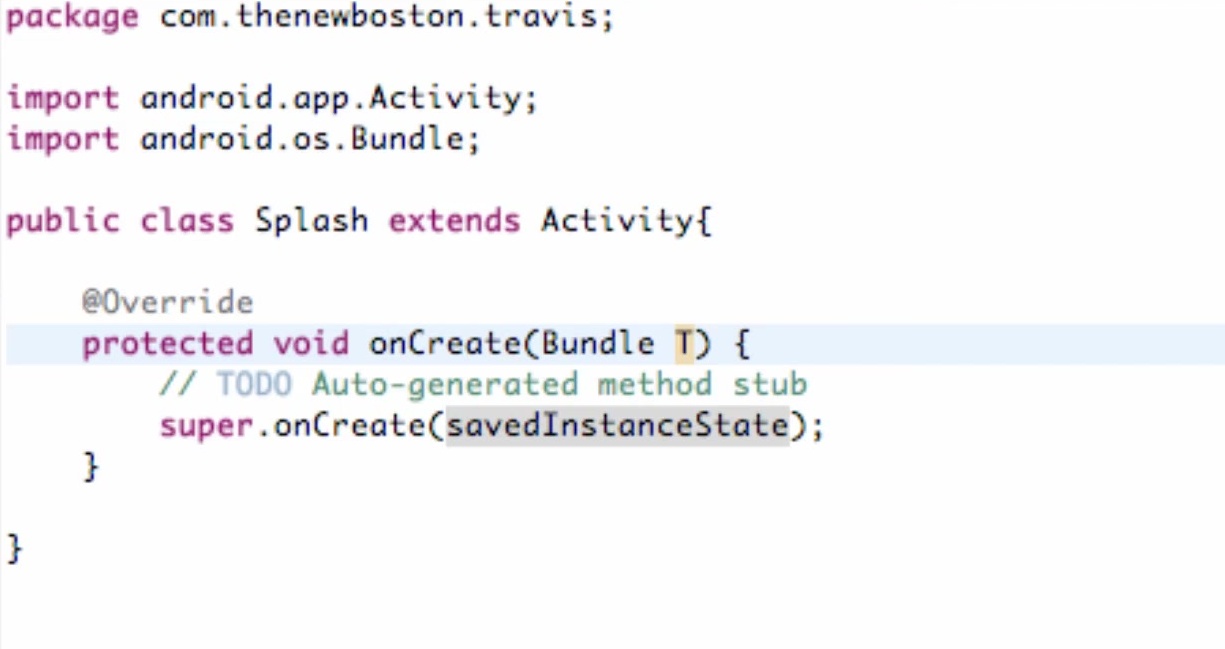 package com.thenewboston.travis;
import android.app.Activity;
import android.os.Bundle;
public class Splash extends Activity{
@Override
protected void onCreate(Bundle T) {
// TODO Auto-generated method stub
super.onCreate(savedInstanceState);
}
}